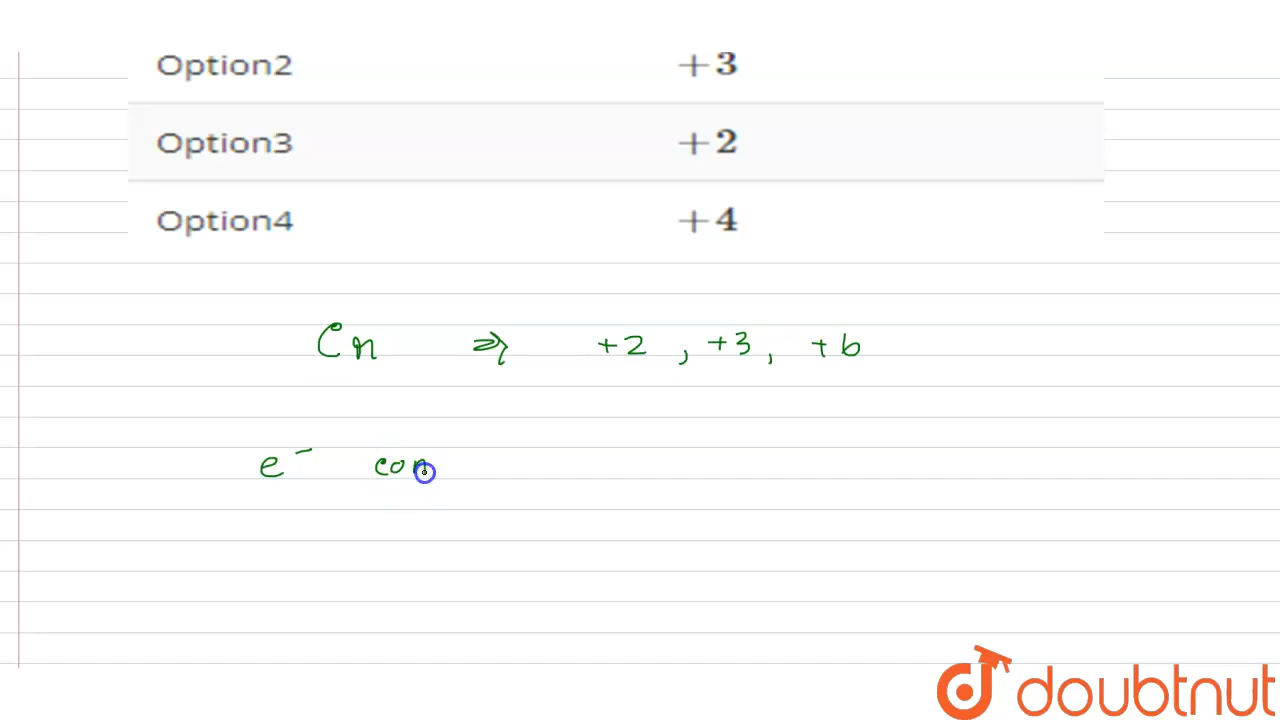 Option2 +3
Option3 +2
Option4 +4
Cr ⇒ +2 , +3 , +6
e⁻ con
doubtnut